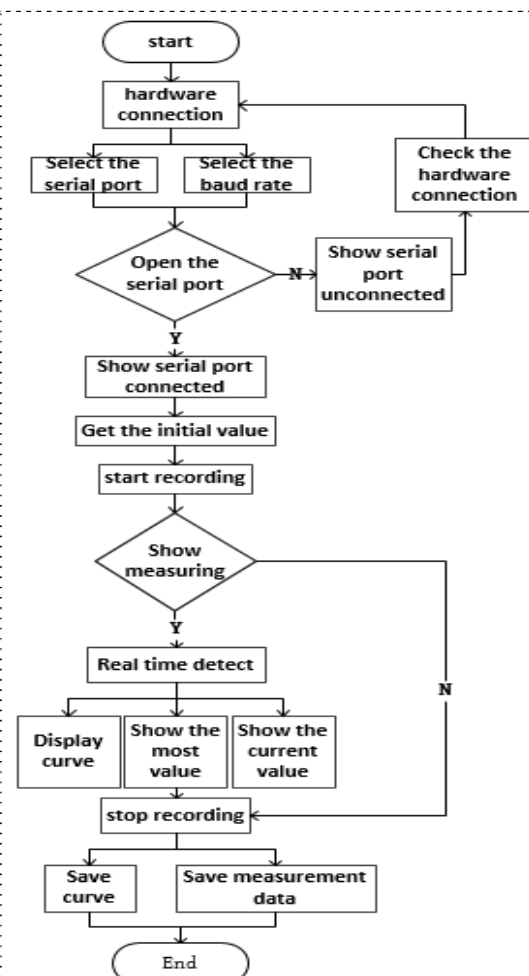 start
hardware
connection
Select the
serial port
Select the
baud rate
Check the
hardware
connection
Open the
serial port
N
Show serial
port
unconnected
Y
Show serial port
connected
Get the initial value
start recording
Show
measuring
Y
N
Real time detect
Display
curve
Show the
most
value
Show the
current
value
stop recording
Save
curve
Save measurement
data
End